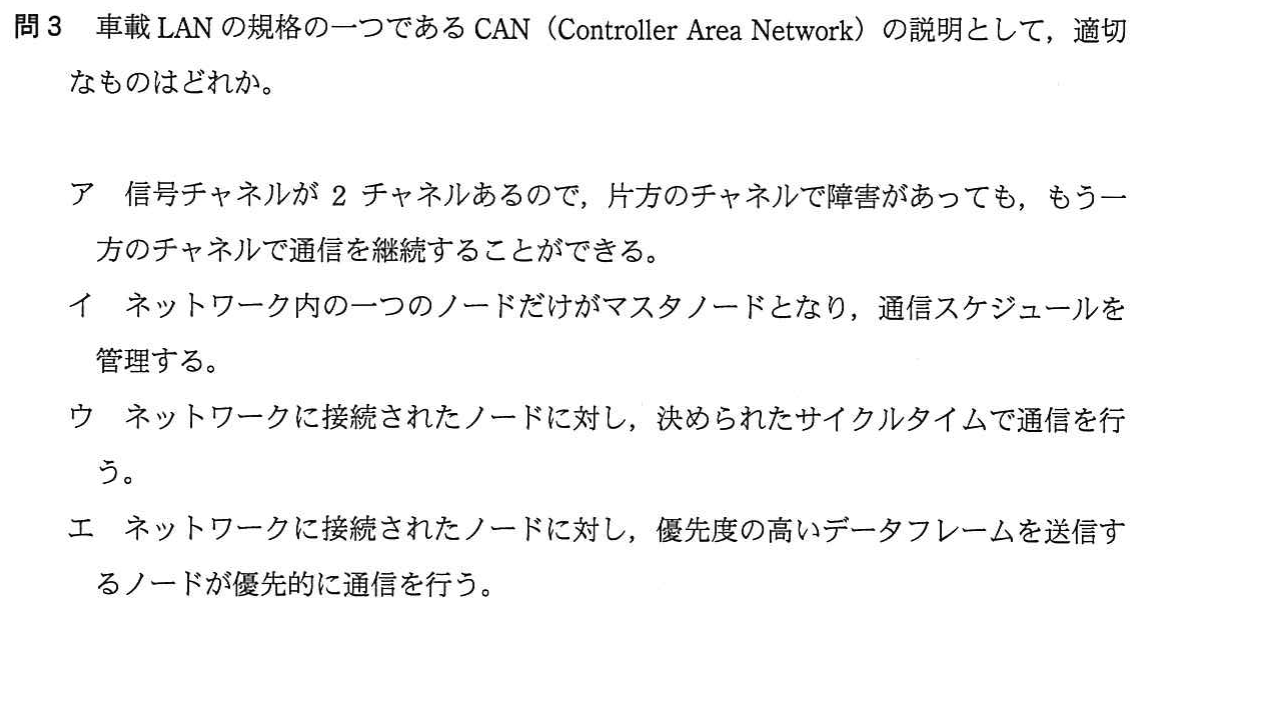 問3　車載 LAN の規格の一つである CAN（Controller Area Network）の説明として，適切
なものはどれか。
ア　信号チャネルが 2 チャネルあるので，片方のチャネルで障害があっても，もう一
方のチャネルで通信を継続することができる。
イ　ネットワーク内の一つのノードだけがマスタノードとなり，通信スケジュールを
管理する。
ウ　ネットワークに接続されたノードに対し，決められたサイクルタイムで通信を行
う。
エ　ネットワークに接続されたノードに対し，優先度の高いデータフレームを送信す
るノードが優先的に通信を行う。